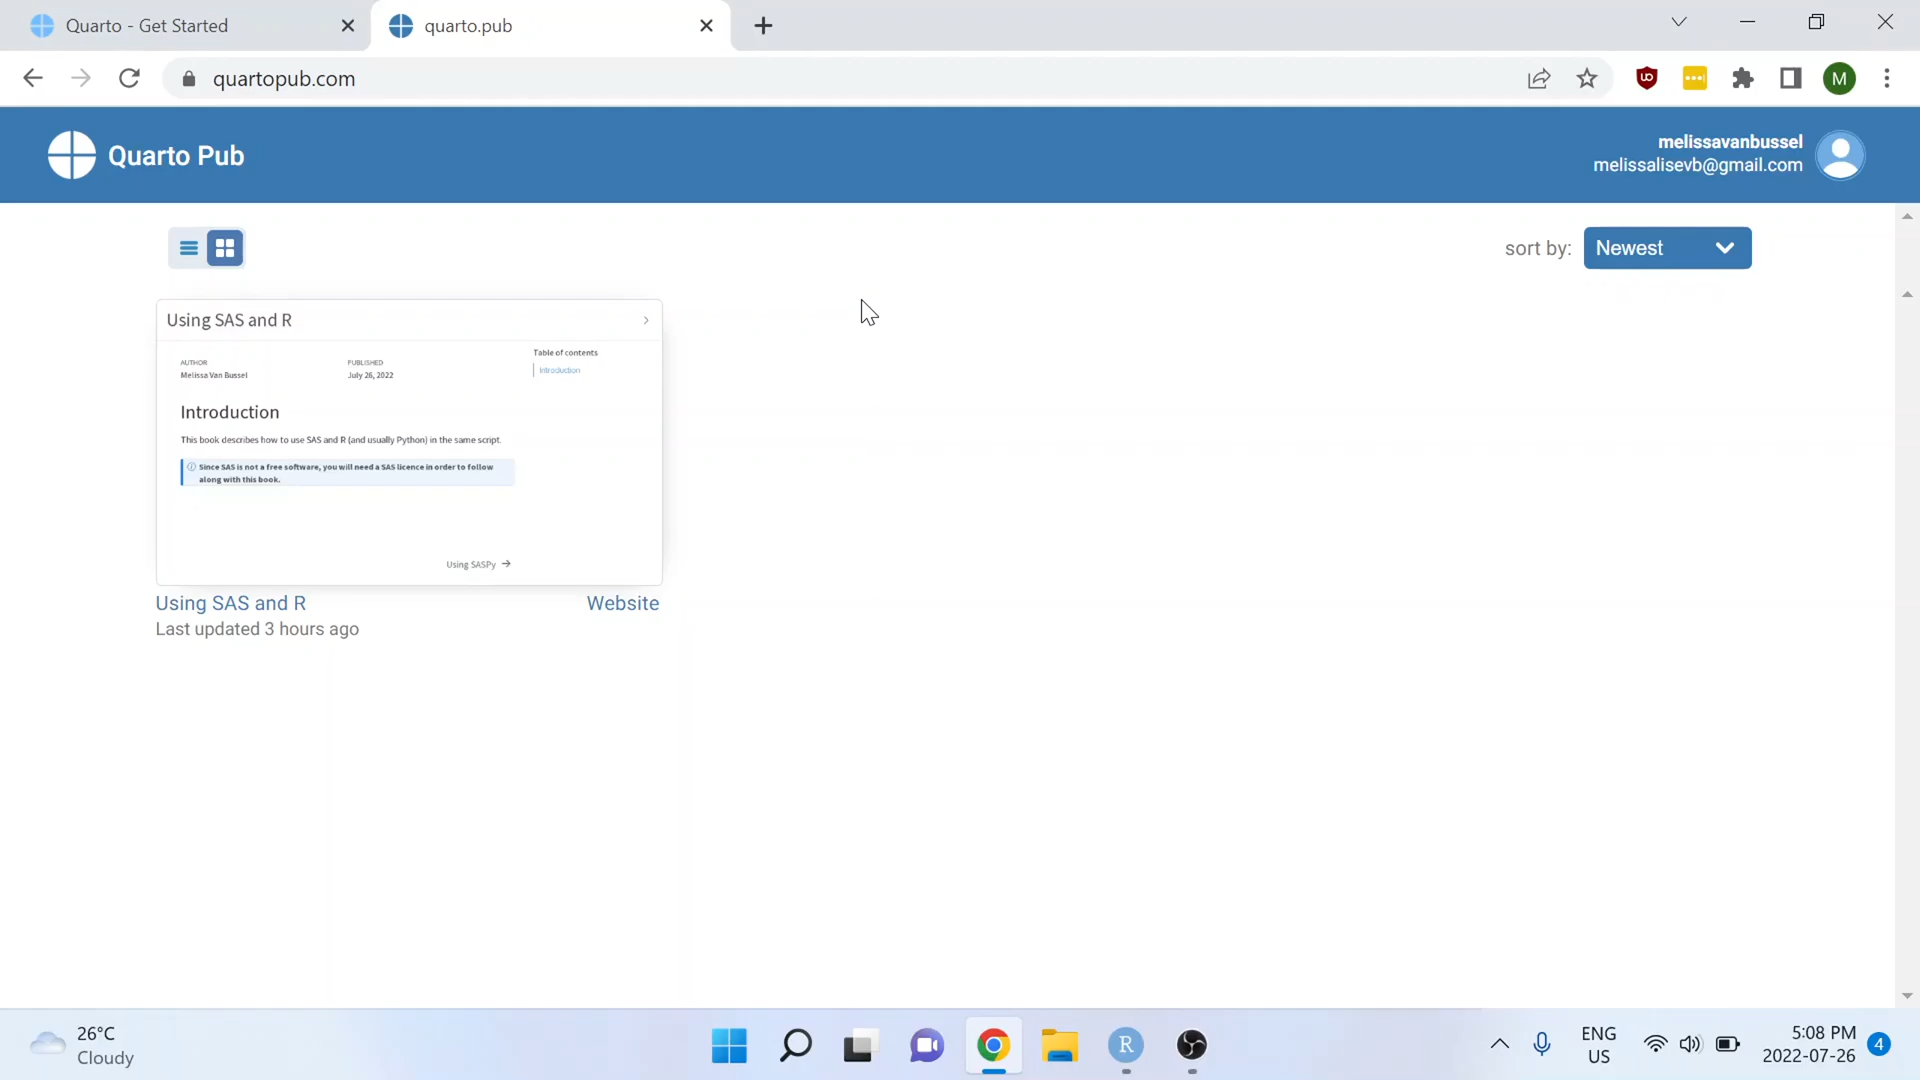 Quarto - Get Started
quarto.pub
quartopub.com
M
Quarto Pub
melissavanbussel
melissalisevb@gmail.com
sort by:
Newest
Using SAS and R
AUTHOR
PUBLISHED
Table of contents
Melissa Van Bussel
July 26, 2022
Introduction
Introduction
This book describes how to use SAS and R (and usually Python) in the same script.
Since SAS is not a free software, you will need a SAS licence in order to follow
along with this book.
Using SASPy
Using SAS and R
Website
Last updated 3 hours ago
26°C
Cloudy
R
ENG
US
5:08 PM
2022-07-26
4